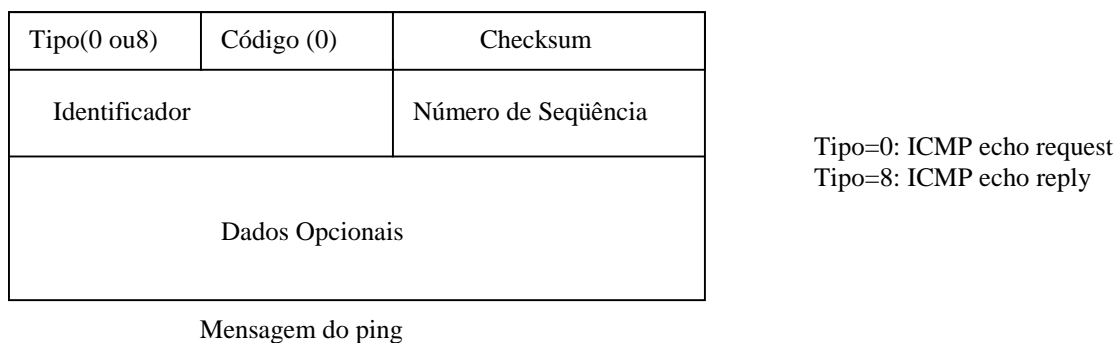 Tipo(0 ou8) Código (0) Checksum
Identificador Número de Seqüência
Tipo=0: ICMP echo request
Tipo=8: ICMP echo reply
Dados Opcionais
Mensagem do ping